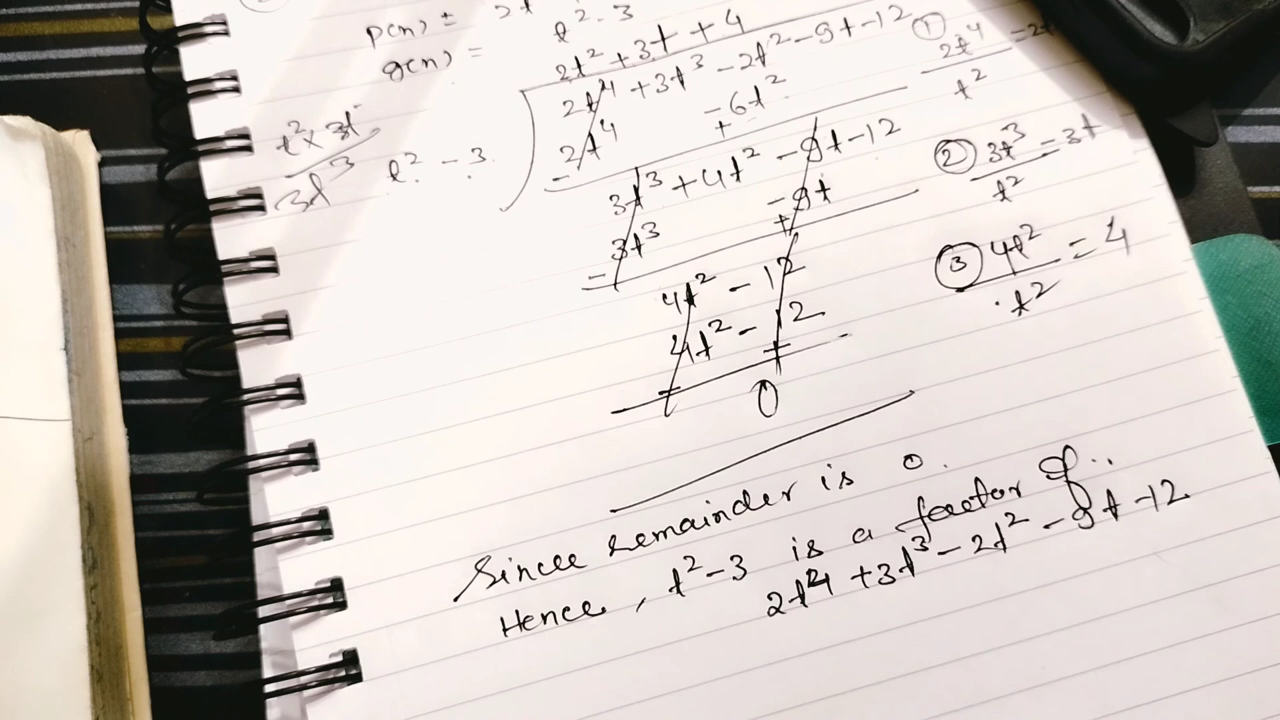 p(n) =
g(n) = t² - 3
2t² + 3t + 4
t² - 3 ) 2t⁴ + 3t³ - 2t² - 9t - 12
2t⁴ - 6t²
- +
3t³ + 4t² - 9t - 12
3t³ - 9t
- +
4t² - 12
4t² - 12
- +
0
t² × 3t
3t³
① 2t⁴ / t² = 2t
② 3t³ / t² = 3t
③ 4t² / t² = 4
Since remainder is 0.
Hence, t² - 3 is a factor of..
2t⁴ + 3t³ - 2t² - 9t - 12